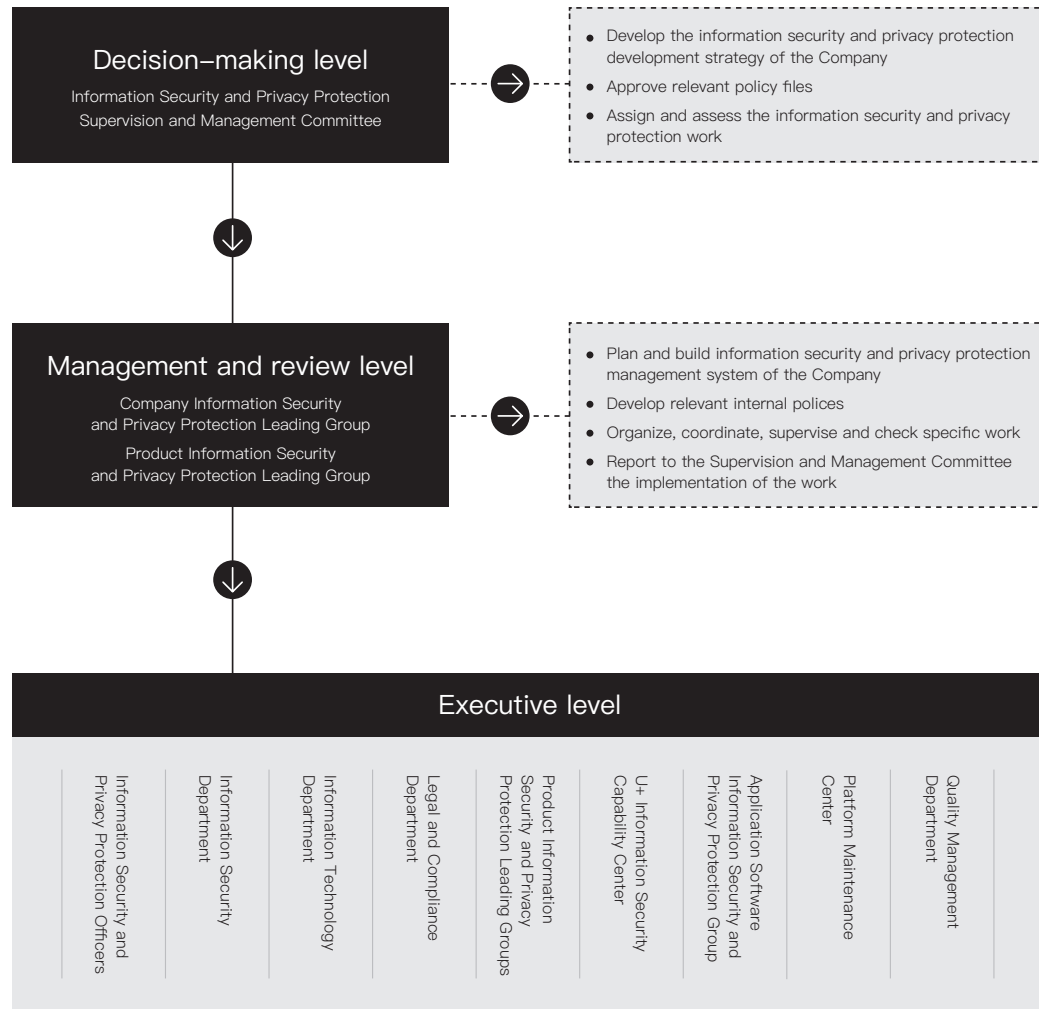 Decision-making level
Information Security and Privacy Protection
Supervision and Management Committee
● Develop the information security and privacy protection
development strategy of the Company
● Approve relevant policy files
● Assign and assess the information security and privacy
protection work
Management and review level
Company Information Security
and Privacy Protection Leading Group
Product Information Security
and Privacy Protection Leading Group
● Plan and build information security and privacy protection
management system of the Company
● Develop relevant internal polices
● Organize, coordinate, supervise and check specific work
● Report to the Supervision and Management Committee
the implementation of the work
Executive level
Information Security and
Privacy Protection Officers
Information Security
Department
Information Technology
Department
Legal and Compliance
Department
Product Information
Security and Privacy
Protection Leading Groups
U+ Information Security
Capability Center
Application Software
Information Security and
Privacy Protection Group
Platform Maintenance
Center
Quality Management
Department